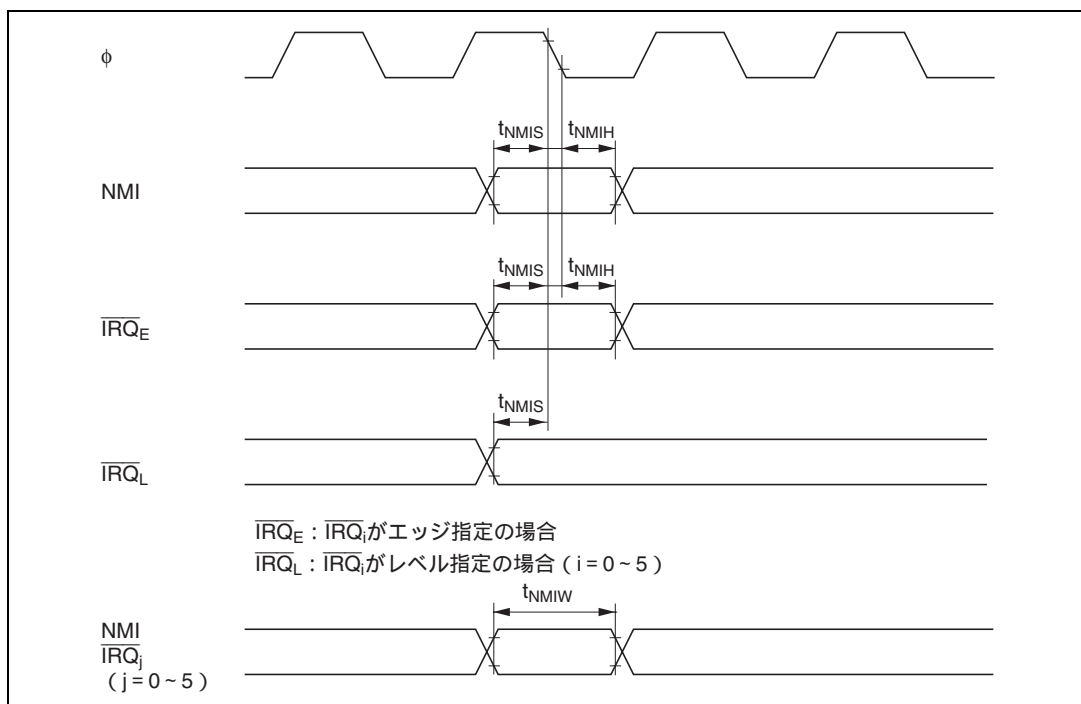 φ
tNMIS tNMIH
NMI
tNMIS tNMIH
IRQE
tNMIS
IRQL
IRQE：IRQiがエッジ指定の場合
IRQL：IRQiがレベル指定の場合（i = 0 ~ 5）
tNMIW
NMI
IRQj
（j = 0 ~ 5）